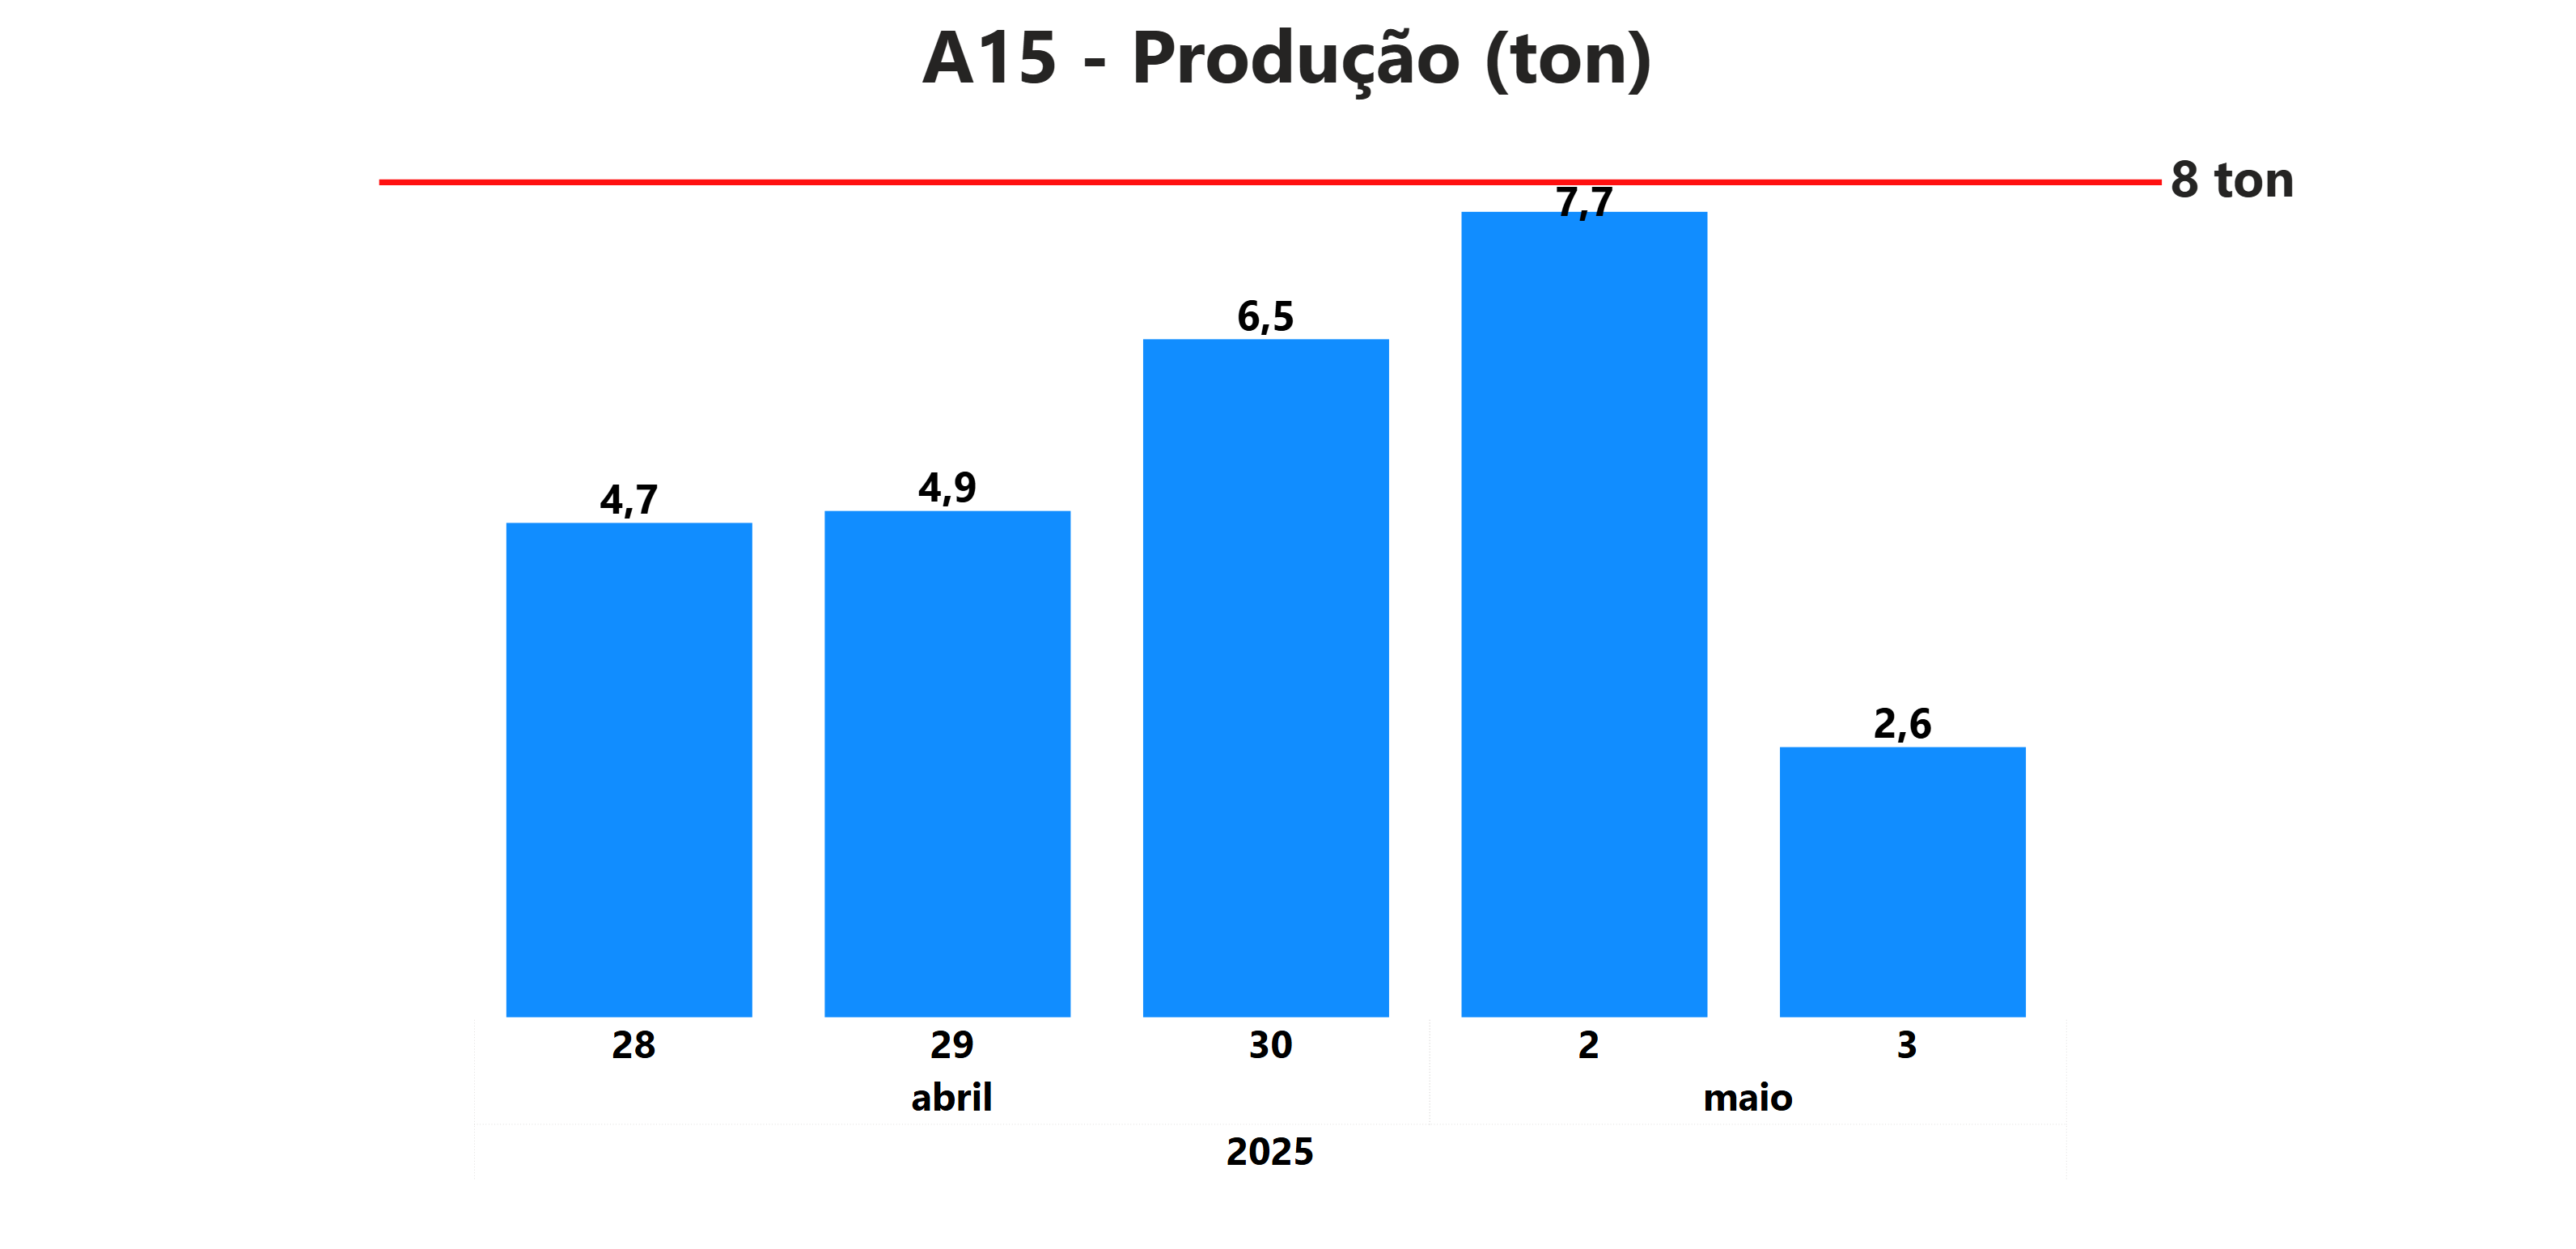 A15 - Produção (ton)
8 ton
7,7
6,5
4,9
4,7
2,6
28 29 30 2 3
abril maio
2025